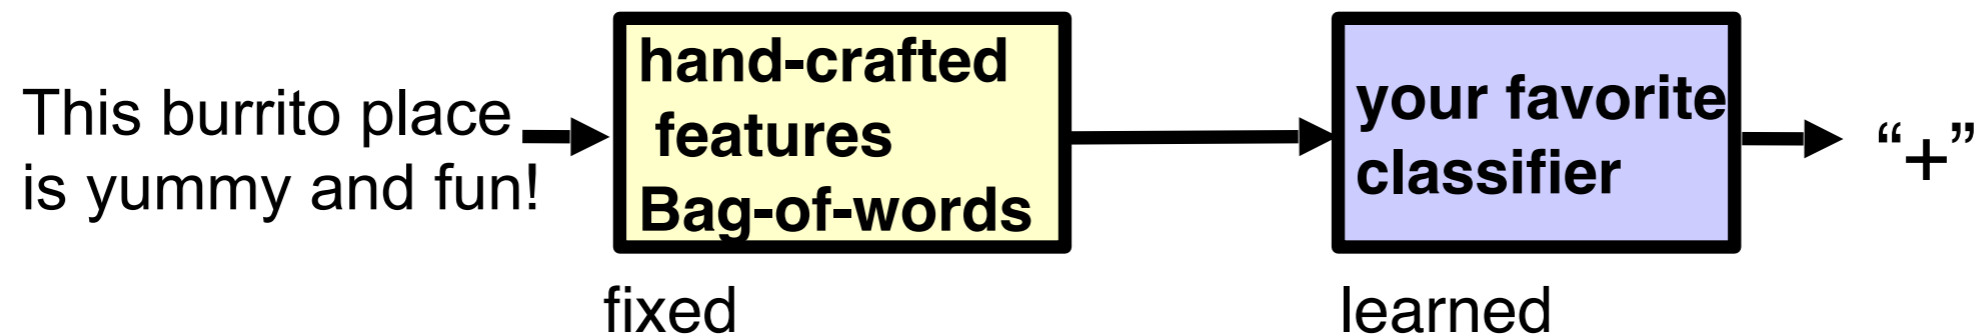 This burrito place
is yummy and fun!
hand-crafted
features
Bag-of-words
your favorite
classifier
“+”
fixed
learned